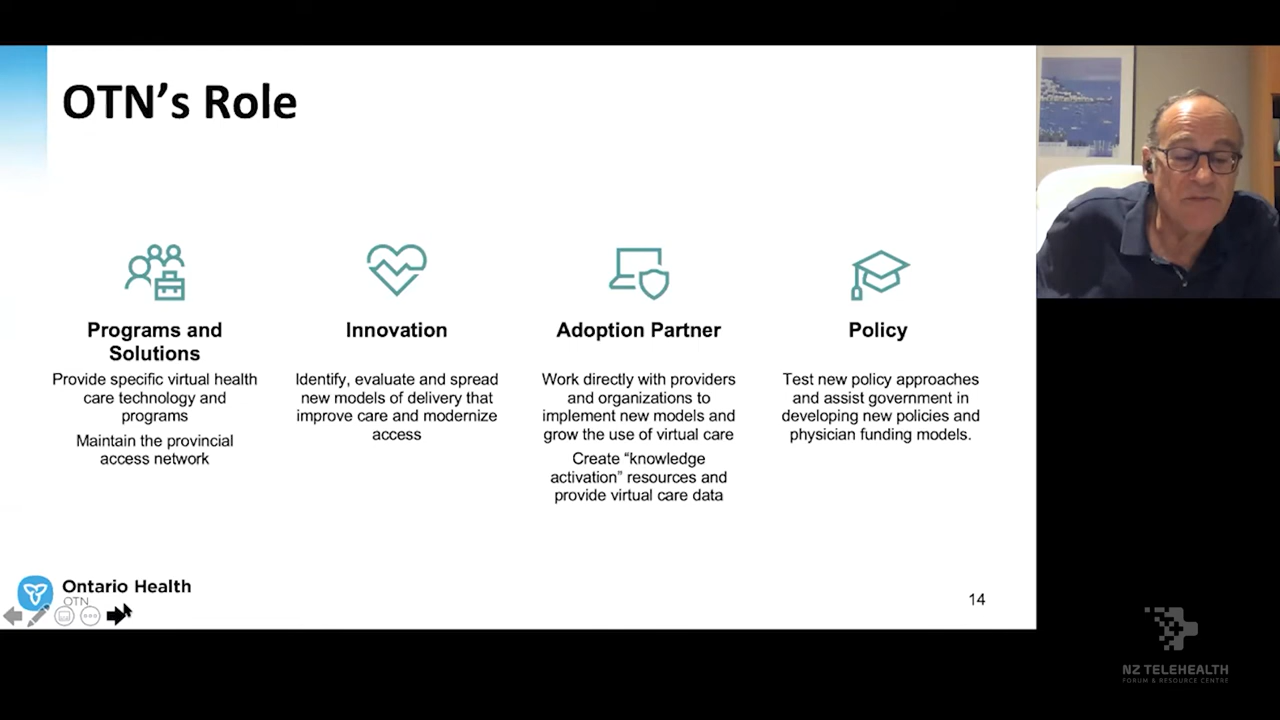 OTN's Role
Programs and
Solutions
Provide specific virtual health
care technology and
programs
Maintain the provincial
access network
Innovation
Identify, evaluate and spread
new models of delivery that
improve care and modernize
access
Adoption Partner
Work directly with providers
and organizations to
implement new models and
grow the use of virtual care
Create “knowledge
activation” resources and
provide virtual care data
Policy
Test new policy approaches
and assist government in
developing new policies and
physician funding models.
Ontario Health
OTN
14
NZ TELEHEALTH
FORUM & RESOURCE CENTRE